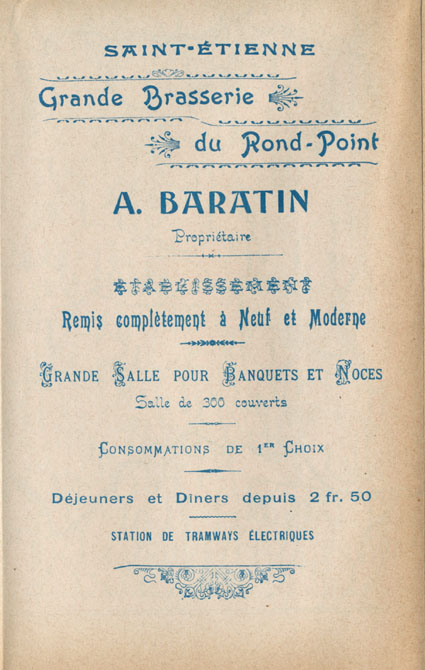 SAINT-ÉTIENNE
Grande Brasserie
du Rond-Point
A. BARATIN
Propriétaire
ÉTABLISSEMENT
Remis complètement à Neuf et Moderne
GRANDE SALLE POUR BANQUETS ET NOCES
Salle de 300 couverts
CONSOMMATIONS DE 1ER CHOIX
Déjeuners et Dîners depuis 2 fr. 50
STATION DE TRAMWAYS ÉLECTRIQUES